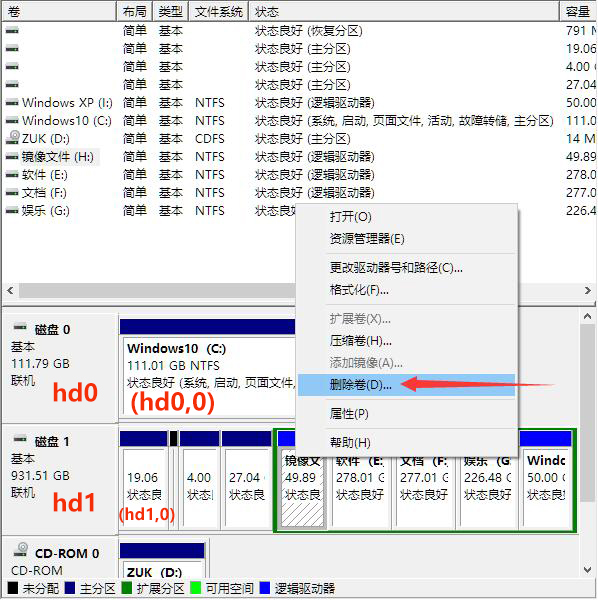 卷 布局 类型 文件系统 状态 容量
简单 基本 状态良好 (恢复分区) 791 M
简单 基本 状态良好 (主分区) 19.06
简单 基本 状态良好 (主分区) 4.00
简单 基本 状态良好 (主分区) 27.04
Windows XP (I:) 简单 基本 NTFS 状态良好 (逻辑驱动器) 50.00
Windows10 (C:) 简单 基本 NTFS 状态良好 (系统, 启动, 页面文件, 活动, 故障转储, 主分区) 111.0
ZUK (D:) 简单 基本 CDFS 状态良好 (主分区) 14 M
镜像文件 (H:) 简单 基本 NTFS 状态良好 (逻辑驱动器) 49.89
软件 (E:) 简单 基本 NTFS 状态良好 (逻辑驱动器) 278.0
文档 (F:) 简单 基本 NTFS 状态良好 (逻辑驱动器) 277.0
娱乐 (G:) 简单 基本 NTFS 状态良好 226.4
打开(O)
资源管理器(E)
更改驱动器号和路径(C)...
格式化(F)...
扩展卷(X)...
压缩卷(H)...
添加镜像(A)...
删除卷(D)...
属性(P)
帮助(H)
磁盘 0
基本
111.79 GB
联机
hd0
Windows10 (C:)
111.01 GB NTFS
状态良好 (系统, 启动, 页面文件,
(hd0,0)
磁盘 1
基本
931.51 GB
联机
hd1
19.06
状态良
(hd1,0)
4.00
状态良
27.04
状态良好
镜像文
49.89
状态良好
软件 (E:
278.01 G
状态良好
文档 (F:
277.01 G
状态良好
娱乐 (G
226.48 G
状态良好
Windc
50.00 G
状态良好
CD-ROM 0
CD-ROM
ZUK (D:)
未分配 主分区 扩展分区 可用空间 逻辑驱动器